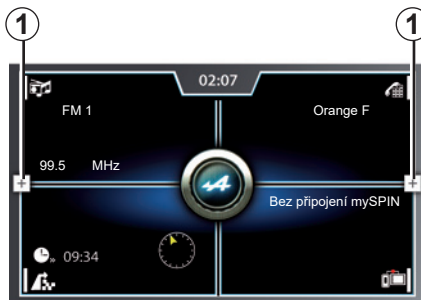 1 1
02:07
FM 1 Orange F
99.5 MHz
+ +
Bez připojení mySPIN
09:34